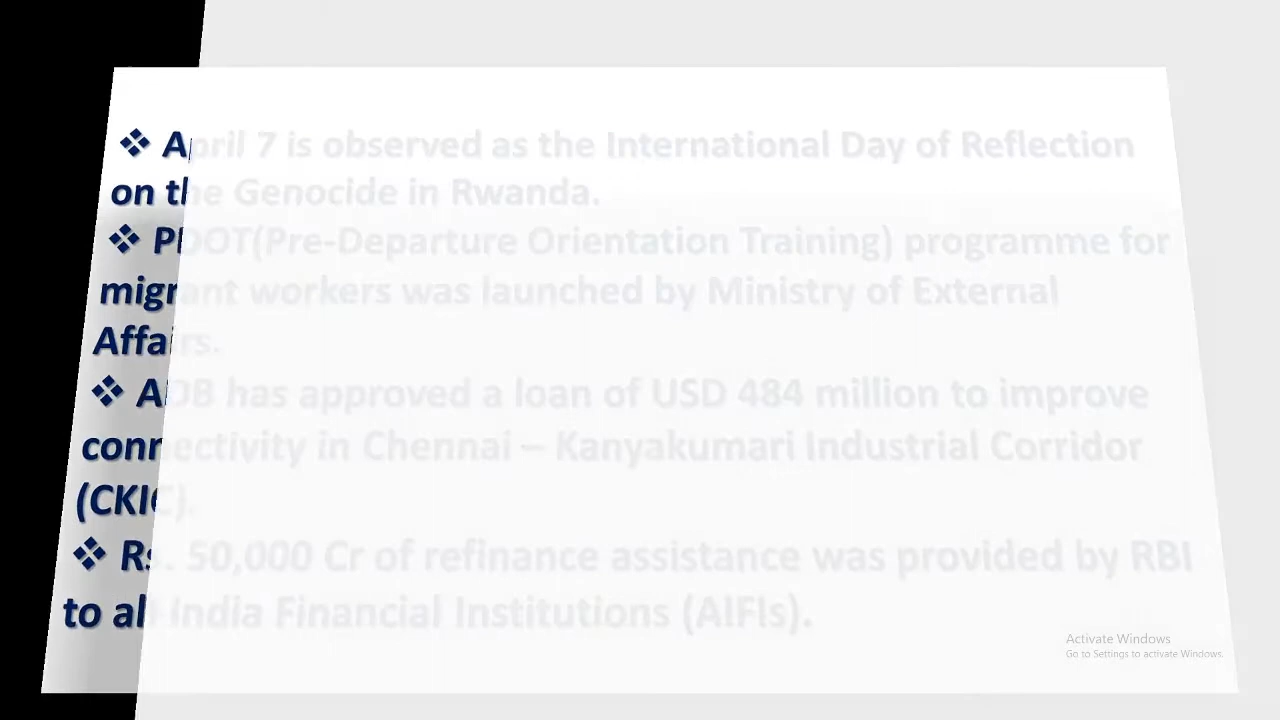 ❖ April 7 is observed as the International Day of Reflection
on the Genocide in Rwanda.
❖ PDOT(Pre-Departure Orientation Training) programme for
migrant workers was launched by Ministry of External
Affairs.
❖ ADB has approved a loan of USD 484 million to improve
connectivity in Chennai – Kanyakumari Industrial Corridor
(CKIC).
❖ Rs. 50,000 Cr of refinance assistance was provided by RBI
to all India Financial Institutions (AIFIs).
Activate Windows
Go to Settings to activate Windows.